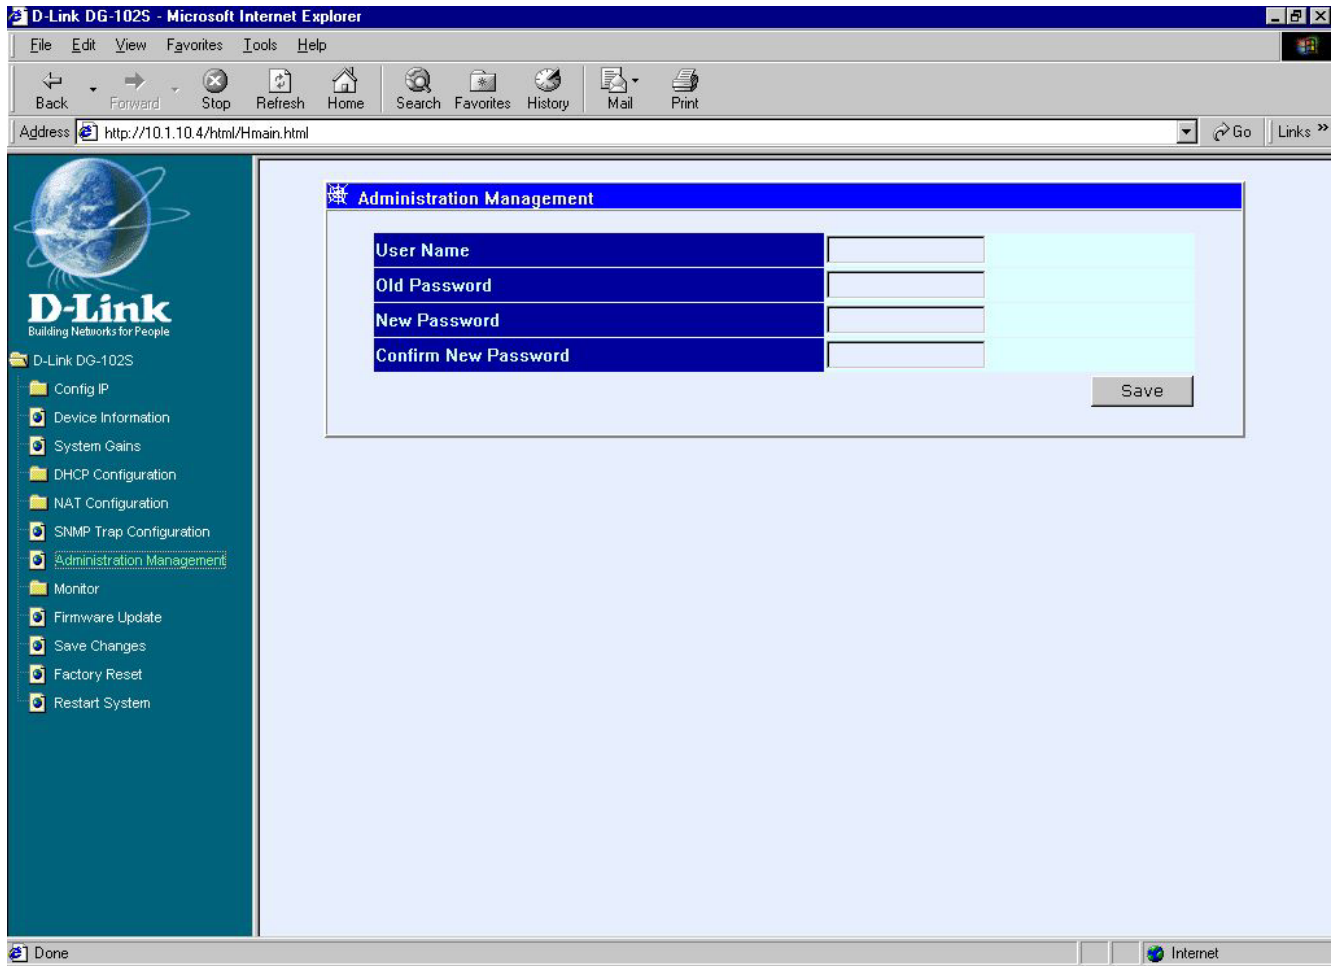 D-Link DG-102S - Microsoft Internet Explorer
File Edit View Favorites Tools Help
Back Forward Stop Refresh Home Search Favorites History Mail Print
Address http://10.1.10.4/html/Hmain.html Go Links »
D-Link
Building Networks for People
D-Link DG-102S
Config IP
Device Information
System Gains
DHCP Configuration
NAT Configuration
SNMP Trap Configuration
Administration Management
Monitor
Firmware Update
Save Changes
Factory Reset
Restart System
Administration Management
User Name
Old Password
New Password
Confirm New Password
Save
Done Internet